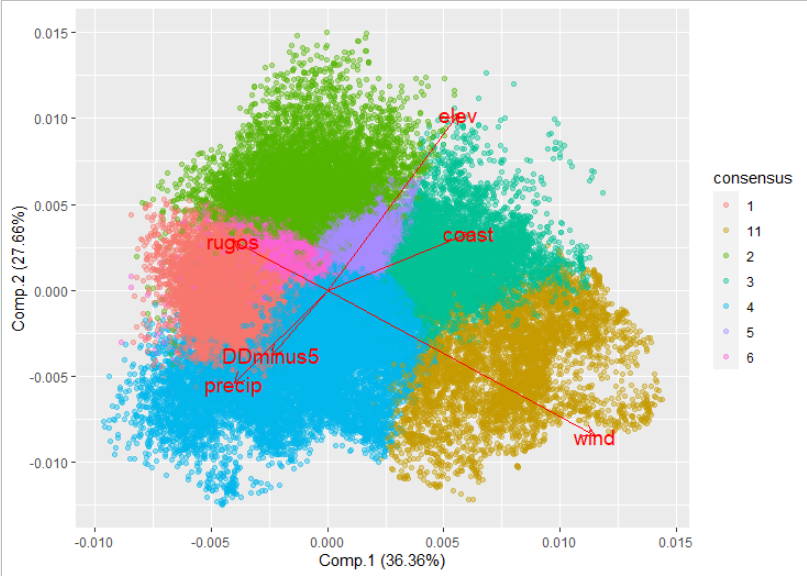 0.015
0.010
0.005
0.000
-0.005
-0.010
Comp.2 (27.66%)
elev
coast
rugos
DDminus5
precip
wind
-0.010 -0.005 0.000 0.005 0.010 0.015
Comp.1 (36.36%)
consensus
1
11
2
3
4
5
6